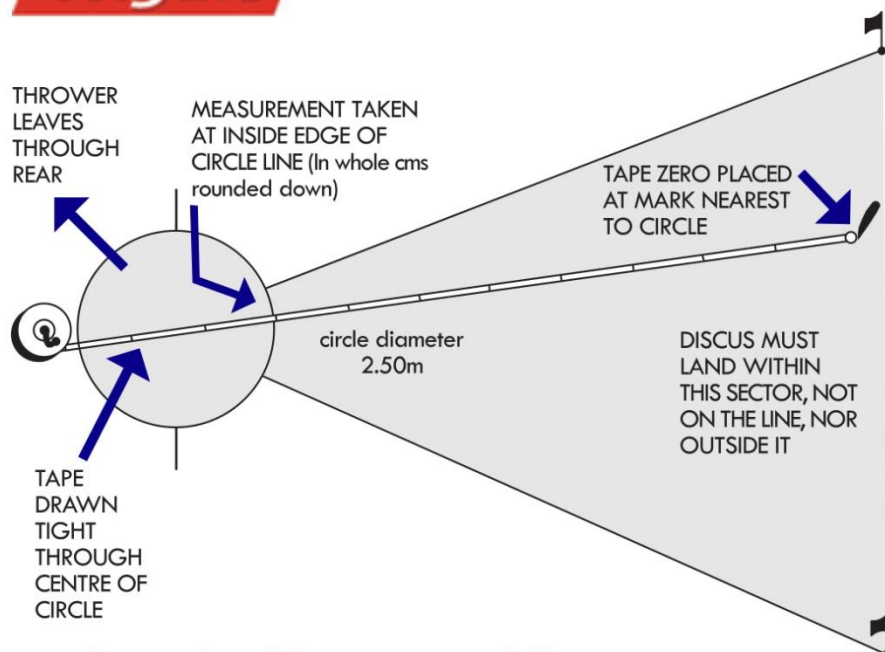 THROWER
LEAVES
THROUGH
REAR
MEASUREMENT TAKEN
AT INSIDE EDGE OF
CIRCLE LINE (In whole cms
rounded down)
TAPE ZERO PLACED
AT MARK NEAREST
TO CIRCLE
circle diameter
2.50m
DISCUS MUST
LAND WITHIN
THIS SECTOR, NOT
ON THE LINE, NOR
OUTSIDE IT
TAPE
DRAWN
TIGHT
THROUGH
CENTRE OF
CIRCLE